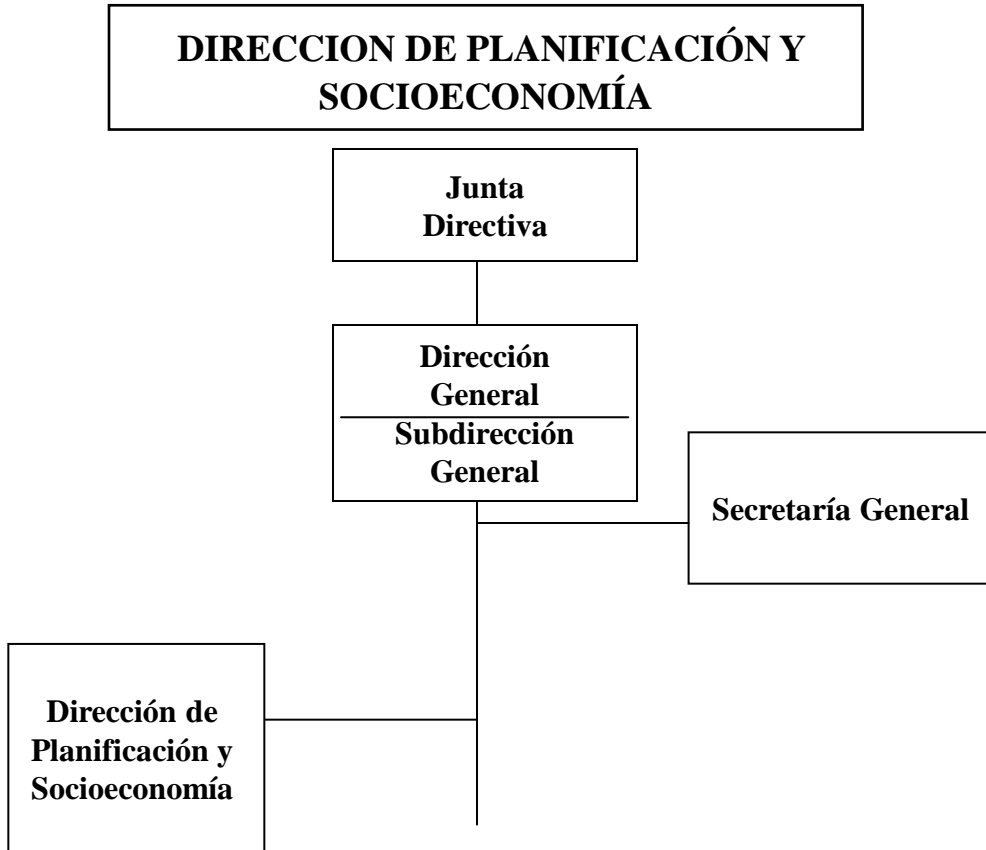 DIRECCION DE PLANIFICACIÓN Y
SOCIOECONOMÍA
Junta
Directiva
Dirección
General
Subdirección
General
Secretaría General
Dirección de
Planificación y
Socioeconomía